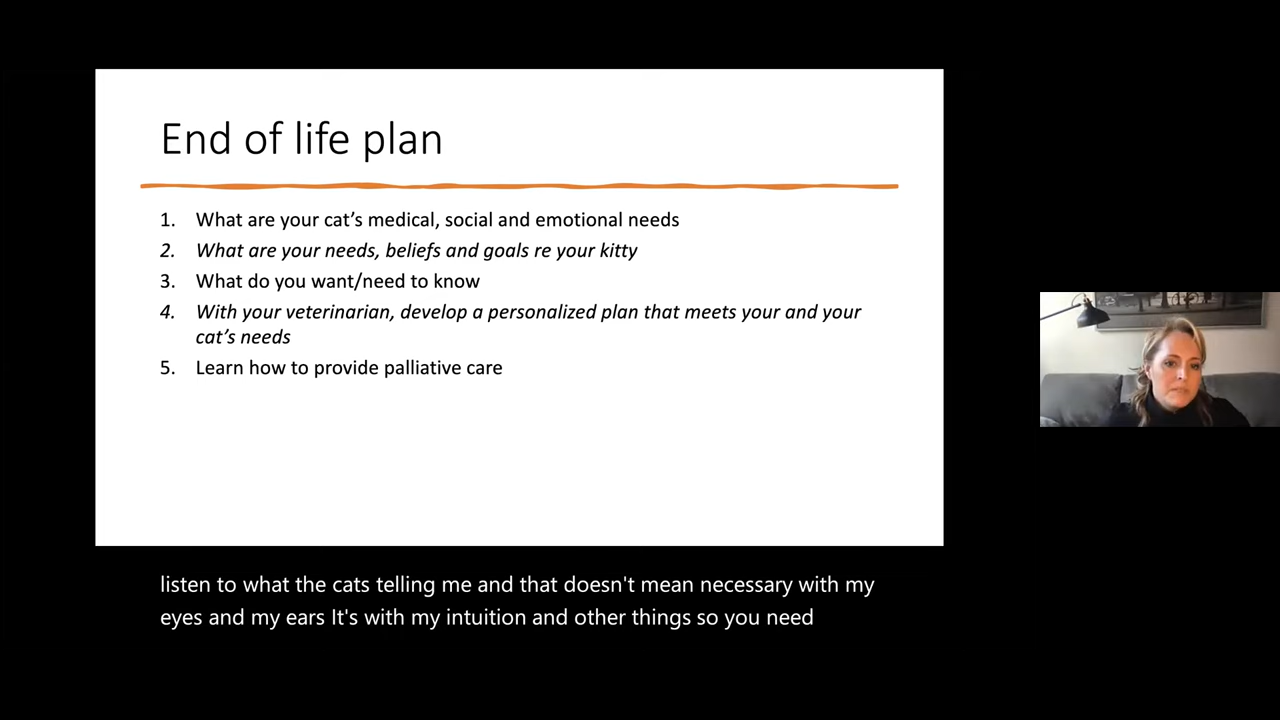 End of life plan
1. What are your cat's medical, social and emotional needs
2. What are your needs, beliefs and goals re your kitty
3. What do you want/need to know
4. With your veterinarian, develop a personalized plan that meets your and your
cat's needs
5. Learn how to provide palliative care
listen to what the cats telling me and that doesn't mean necessary with my
eyes and my ears It's with my intuition and other things so you need